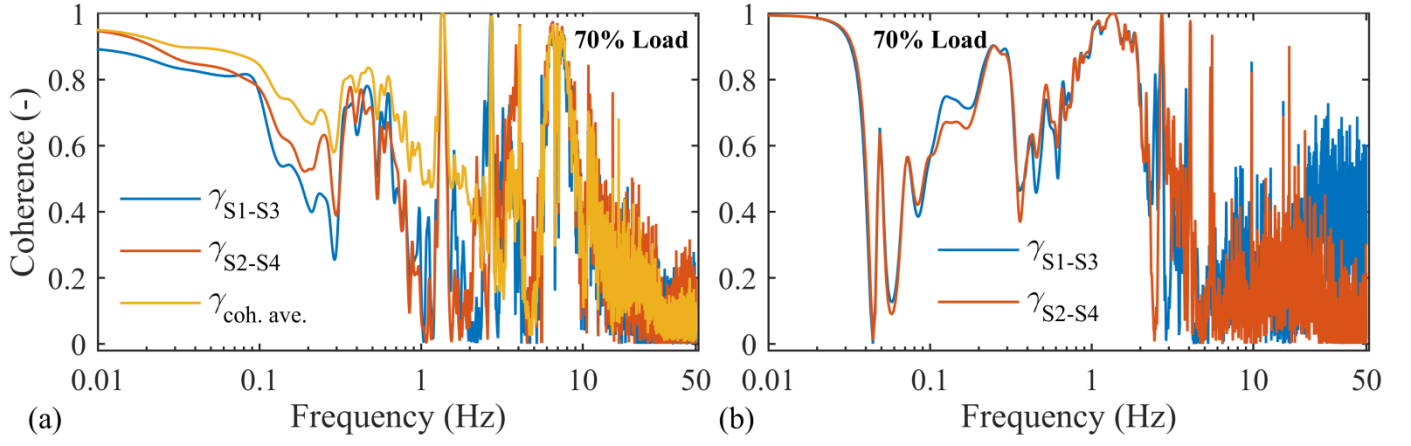 70% Load
Coherence (-)
1
0.8
0.6
0.4
0.2
0
γS1-S3
γS2-S4
γcoh. ave.
0.01 0.1 1 10 50
Frequency (Hz)
(a)
70% Load
1
0.8
0.6
0.4
0.2
0
γS1-S3
γS2-S4
0.01 0.1 1 10 50
Frequency (Hz)
(b)